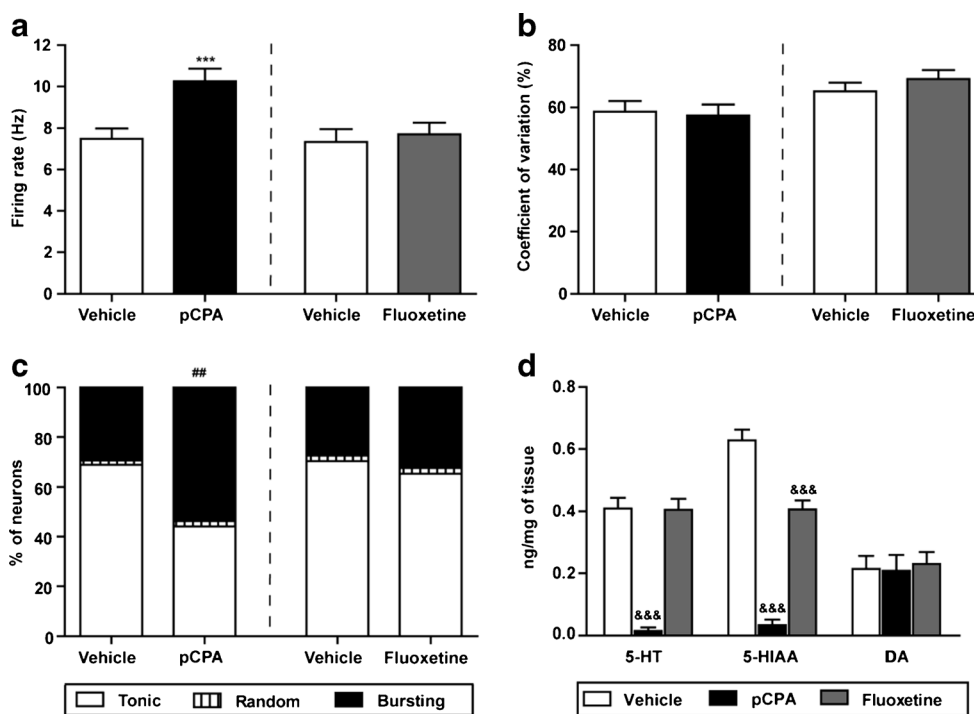 a
Firing rate (Hz)
12
10
8
6
4
2
0
***
Vehicle
pCPA
Vehicle
Fluoxetine
b
Coefficient of variation (%)
80
60
40
20
0
Vehicle
pCPA
Vehicle
Fluoxetine
c
% of neurons
100
80
60
40
20
0
##
Vehicle
pCPA
Vehicle
Fluoxetine
Tonic Random Bursting
d
ng/mg of tissue
0.8
0.6
0.4
0.2
0.0
&&&
&&&
&&&
5-HT
5-HIAA
DA
Vehicle pCPA Fluoxetine